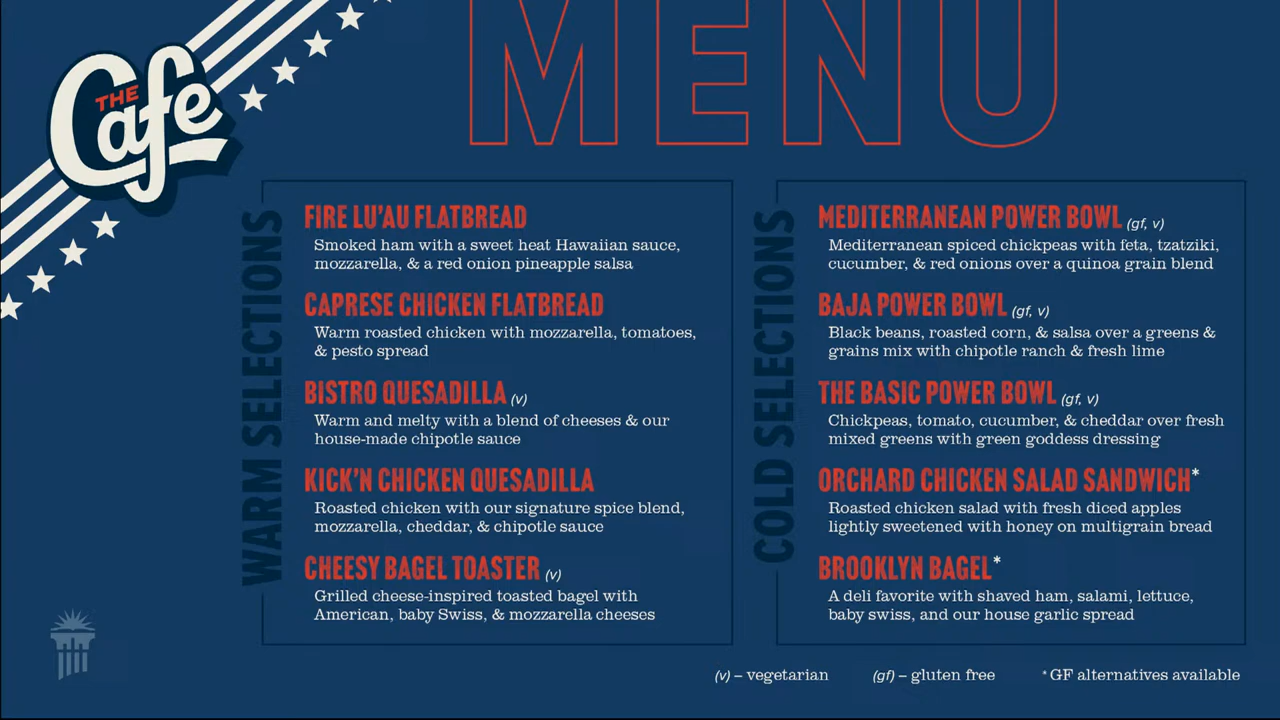 THE
Cafe
MENU
WARM SELECTIONS
FIRE LU'AU FLATBREAD
Smoked ham with a sweet heat Hawaiian sauce,
mozzarella, & a red onion pineapple salsa
CAPRESE CHICKEN FLATBREAD
Warm roasted chicken with mozzarella, tomatoes,
& pesto spread
BISTRO QUESADILLA (v)
Warm and melty with a blend of cheeses & our
house-made chipotle sauce
KICK'N CHICKEN QUESADILLA
Roasted chicken with our signature spice blend,
mozzarella, cheddar, & chipotle sauce
CHEESY BAGEL TOASTER (v)
Grilled cheese-inspired toasted bagel with
American, baby Swiss, & mozzarella cheeses
COLD SELECTIONS
MEDITERRANEAN POWER BOWL (gf, v)
Mediterranean spiced chickpeas with feta, tzatziki,
cucumber, & red onions over a quinoa grain blend
BAJA POWER BOWL (gf, v)
Black beans, roasted corn, & salsa over a greens &
grains mix with chipotle ranch & fresh lime
THE BASIC POWER BOWL (gf, v)
Chickpeas, tomato, cucumber, & cheddar over fresh
mixed greens with green goddess dressing
ORCHARD CHICKEN SALAD SANDWICH*
Roasted chicken salad with fresh diced apples
lightly sweetened with honey on multigrain bread
BROOKLYN BAGEL*
A deli favorite with shaved ham, salami, lettuce,
baby swiss, and our house garlic spread
(v) – vegetarian (gf) – gluten free *GF alternatives available